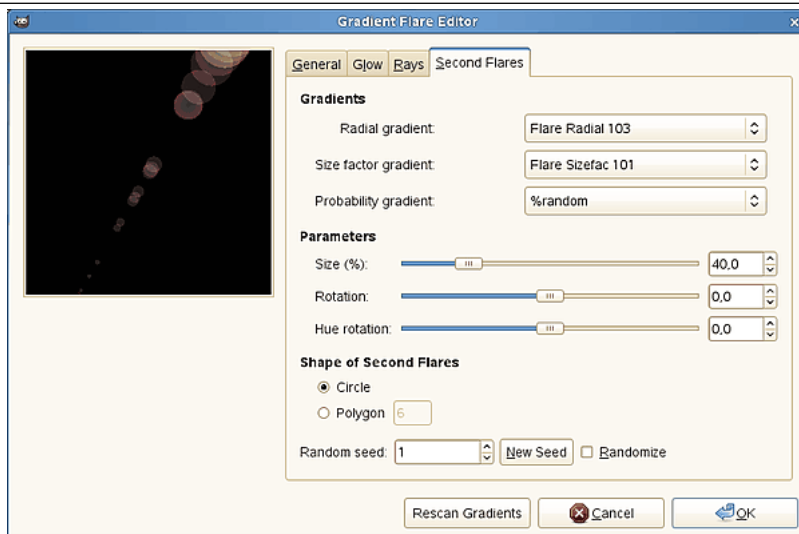 Gradient Flare Editor
General Glow Rays Second Flares
Gradients
Radial gradient: Flare Radial 103
Size factor gradient: Flare Sizefac 101
Probability gradient: %random
Parameters
Size (%): 40,0
Rotation: 0,0
Hue rotation: 0,0
Shape of Second Flares
Circle
Polygon 6
Random seed: 1 New Seed Randomize
Rescan Gradients Cancel OK